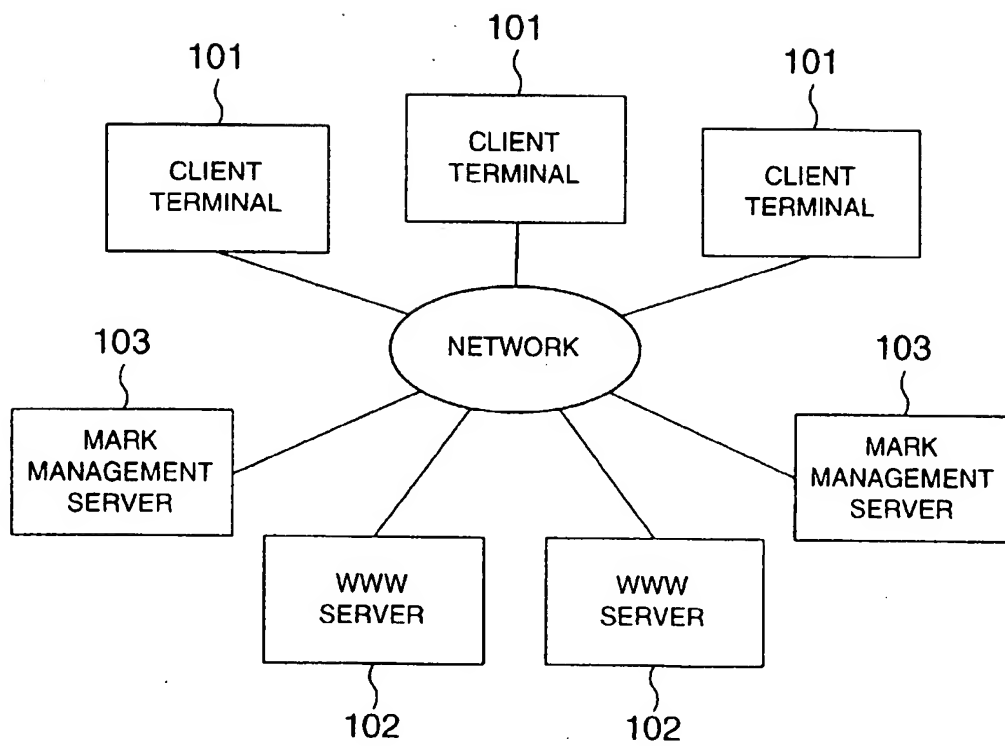 101
101
101
CLIENT
TERMINAL
CLIENT
TERMINAL
CLIENT
TERMINAL
NETWORK
103
103
MARK
MANAGEMENT
SERVER
MARK
MANAGEMENT
SERVER
WWW
SERVER
WWW
SERVER
102
102